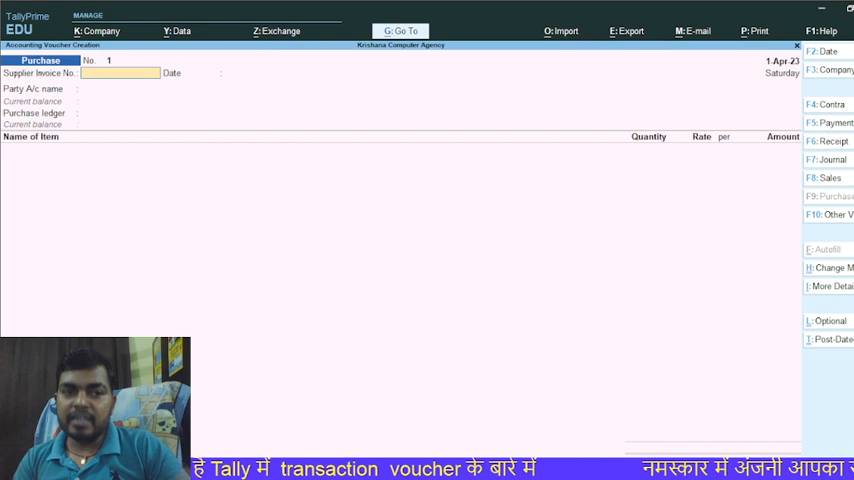 TallyPrime
EDU
MANAGE
K: Company
Y: Data
Z: Exchange
G: Go To
O: Import
E: Export
M: E-mail
P: Print
F1: Help
Accounting Voucher Creation
Krishana Computer Agency
×
Purchase
No. 1
1-Apr-23
Supplier Invoice No.:
Date :
Saturday
Party A/c name :
Current balance :
Purchase ledger :
Current balance :
Name of Item
Quantity
Rate per
Amount
F2: Date
F3: Company
F4: Contra
F5: Payment
F6: Receipt
F7: Journal
F8: Sales
F9: Purchase
F10: Other V
F: Autofill
H: Change M
I: More Detai
L: Optional
T: Post-Date
है Tally में transaction voucher के बारे में नमस्कार में अंजनी आपका